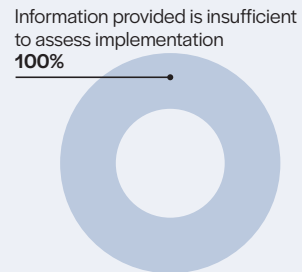 Information provided is insufficient
to assess implementation
100%